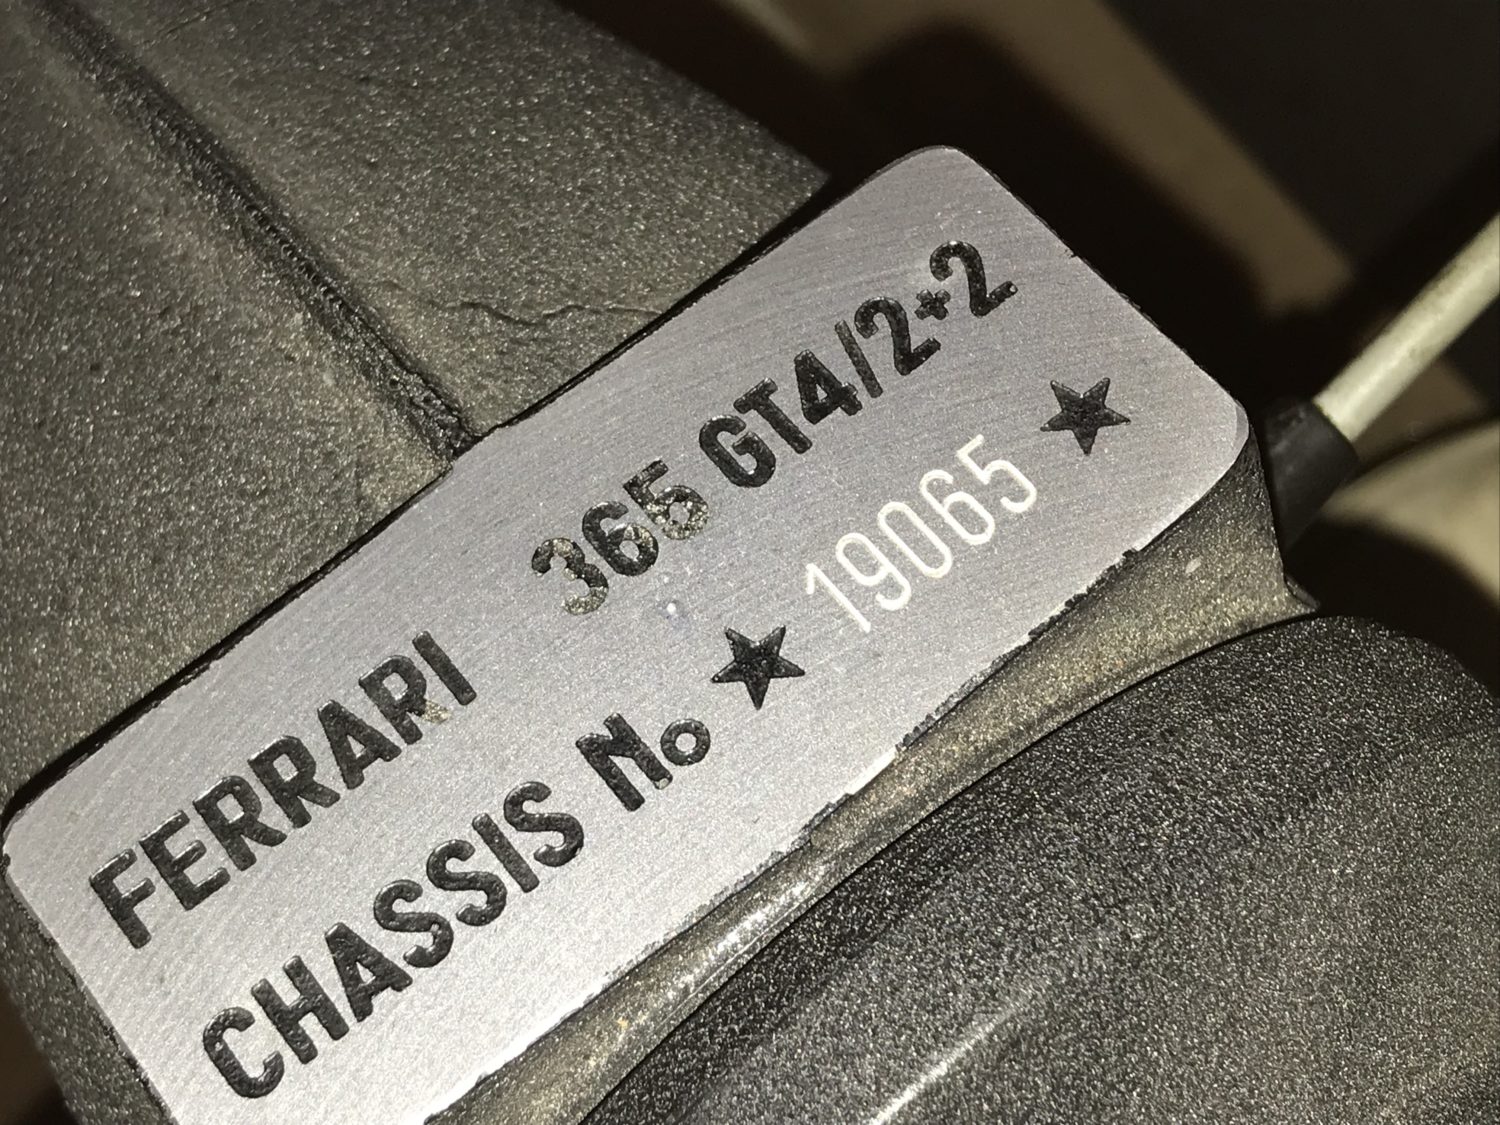 FERRARI 365 GT4/2+2
CHASSIS No ★ 19065 ★